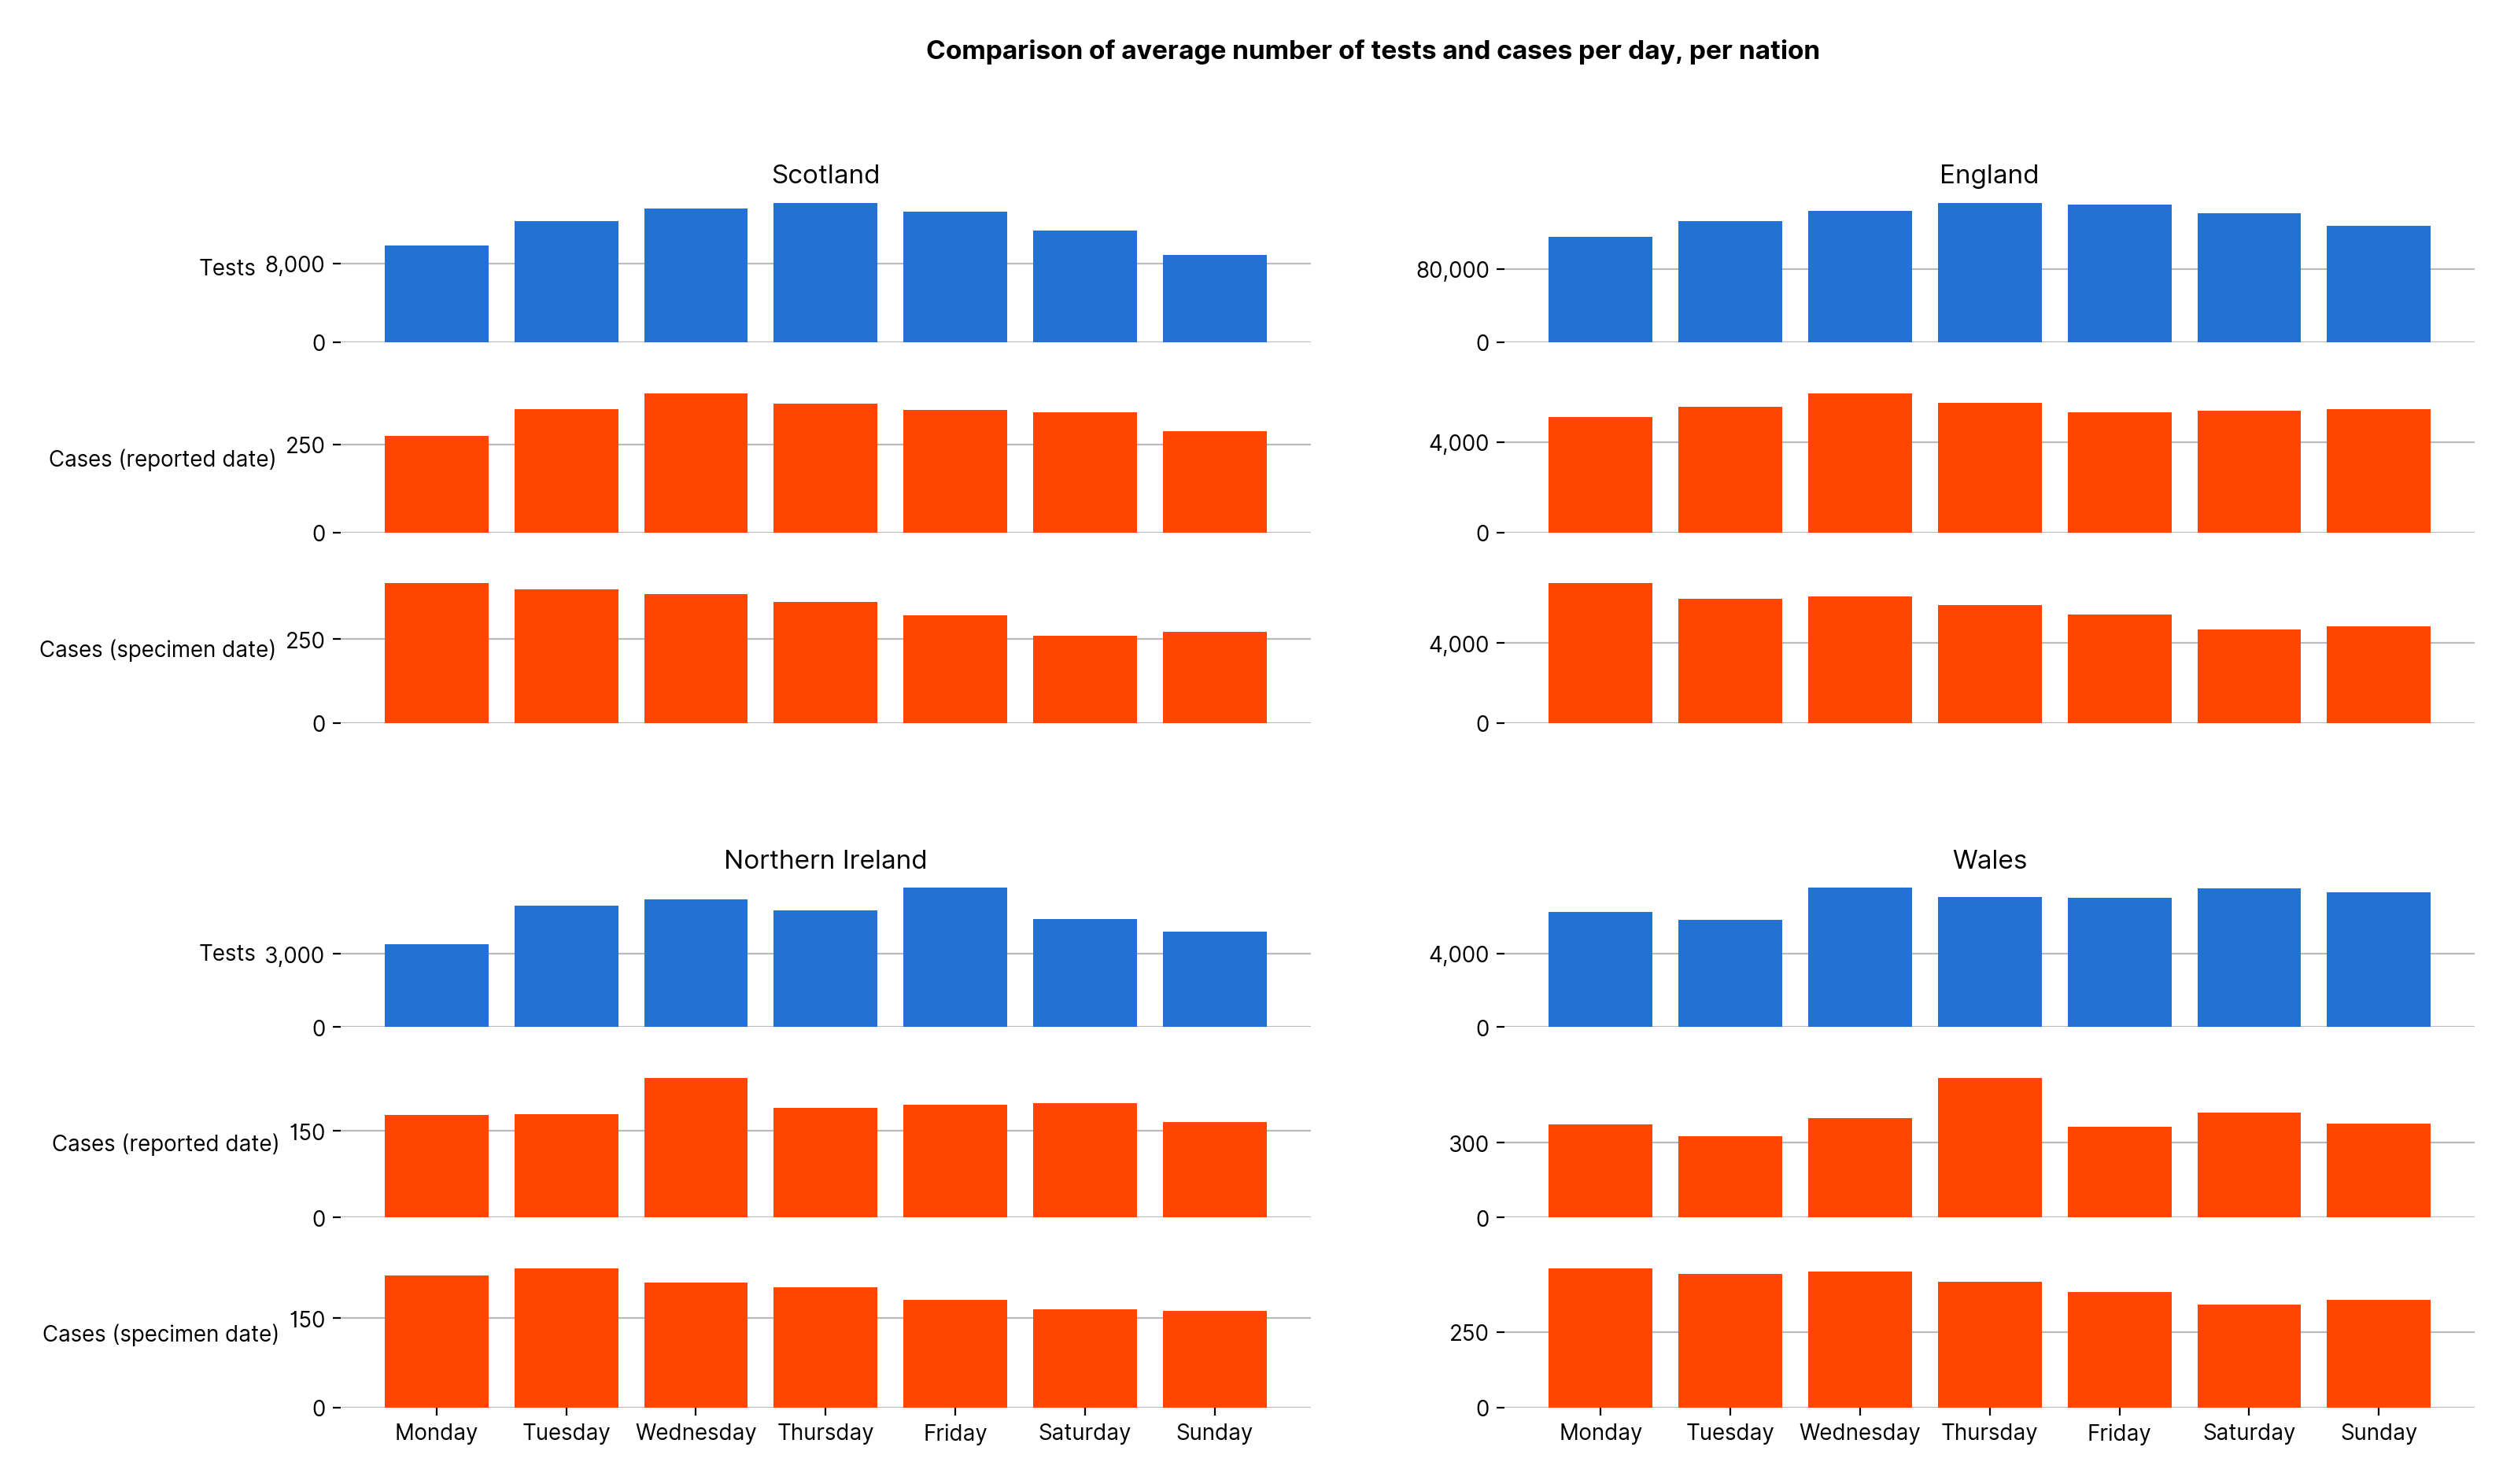 Comparison of average number of tests and cases per day, per nation
Scotland
Tests
8,000
0
Cases (reported date)
250
0
Cases (specimen date)
250
0
England
80,000
0
4,000
0
4,000
0
Northern Ireland
Tests
3,000
0
Cases (reported date)
150
0
Cases (specimen date)
150
0
Monday Tuesday Wednesday Thursday Friday Saturday Sunday
Wales
4,000
0
300
0
250
0
Monday Tuesday Wednesday Thursday Friday Saturday Sunday